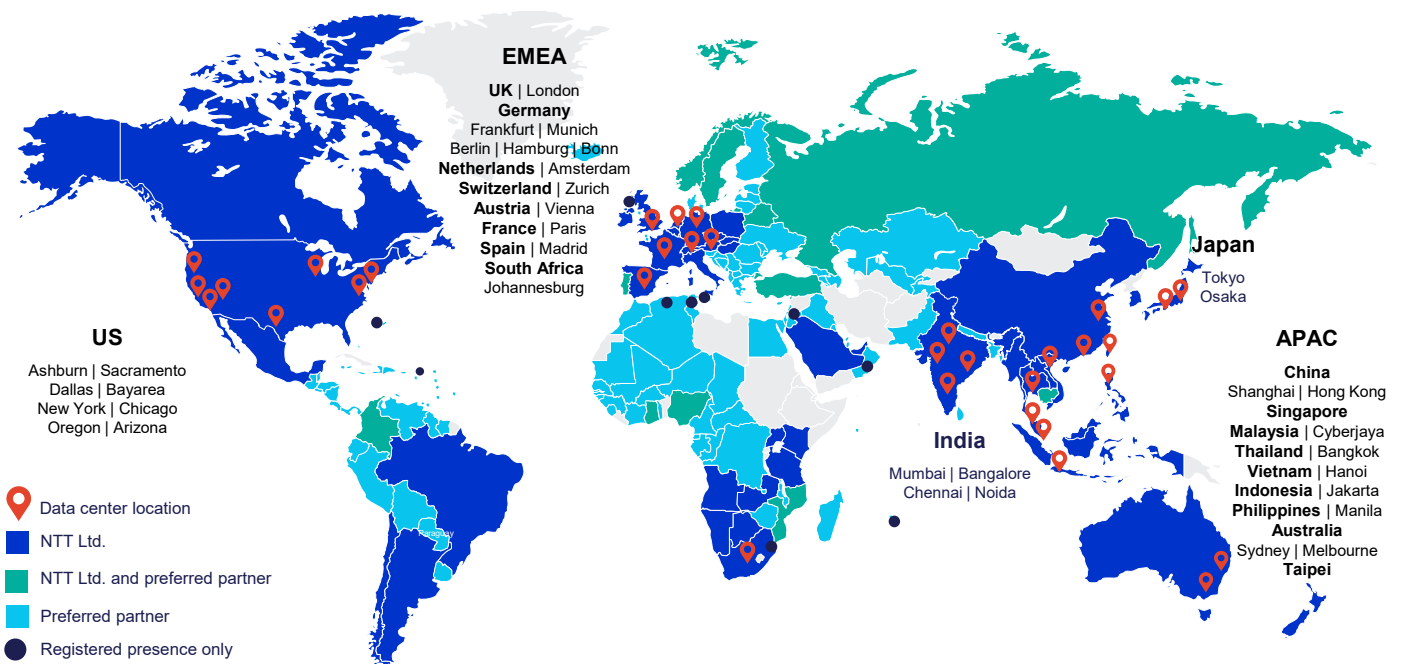 EMEA
UK | London
Germany
Frankfurt | Munich
Berlin | Hamburg | Bonn
Netherlands | Amsterdam
Switzerland | Zurich
Austria | Vienna
France | Paris
Spain | Madrid
South Africa
Johannesburg
US
Ashburn | Sacramento
Dallas | Bayarea
New York | Chicago
Oregon | Arizona
Japan
Tokyo
Osaka
APAC
China
Shanghai | Hong Kong
Singapore
Malaysia | Cyberjaya
Thailand | Bangkok
Vietnam | Hanoi
Indonesia | Jakarta
Philippines | Manila
Australia
Sydney | Melbourne
Taipei
India
Mumbai | Bangalore
Chennai | Noida
Paraguay
Data center location
NTT Ltd.
NTT Ltd. and preferred partner
Preferred partner
Registered presence only